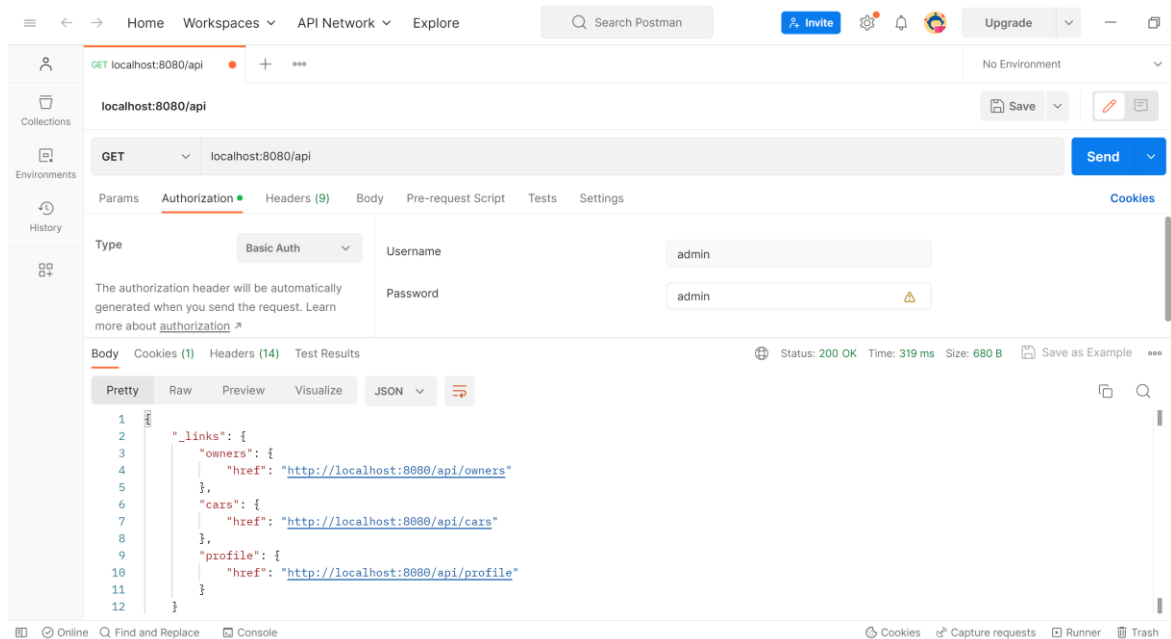 Home Workspaces API Network Explore Search Postman Invite Upgrade
GET localhost:8080/api No Environment
localhost:8080/api Save
Collections
GET localhost:8080/api Send
Environments
Params Authorization Headers (9) Body Pre-request Script Tests Settings Cookies
History
Type Basic Auth Username admin
The authorization header will be automatically
generated when you send the request. Learn
more about authorization ↗
Password admin
Body Cookies (1) Headers (14) Test Results Status: 200 OK Time: 319 ms Size: 680 B Save as Example
Pretty Raw Preview Visualize JSON
1 {
2 "_links": {
3 "owners": {
4 "href": "http://localhost:8080/api/owners"
5 },
6 "cars": {
7 "href": "http://localhost:8080/api/cars"
8 },
9 "profile": {
10 "href": "http://localhost:8080/api/profile"
11 }
12 }
Online Find and Replace Console Cookies Capture requests Runner Trash